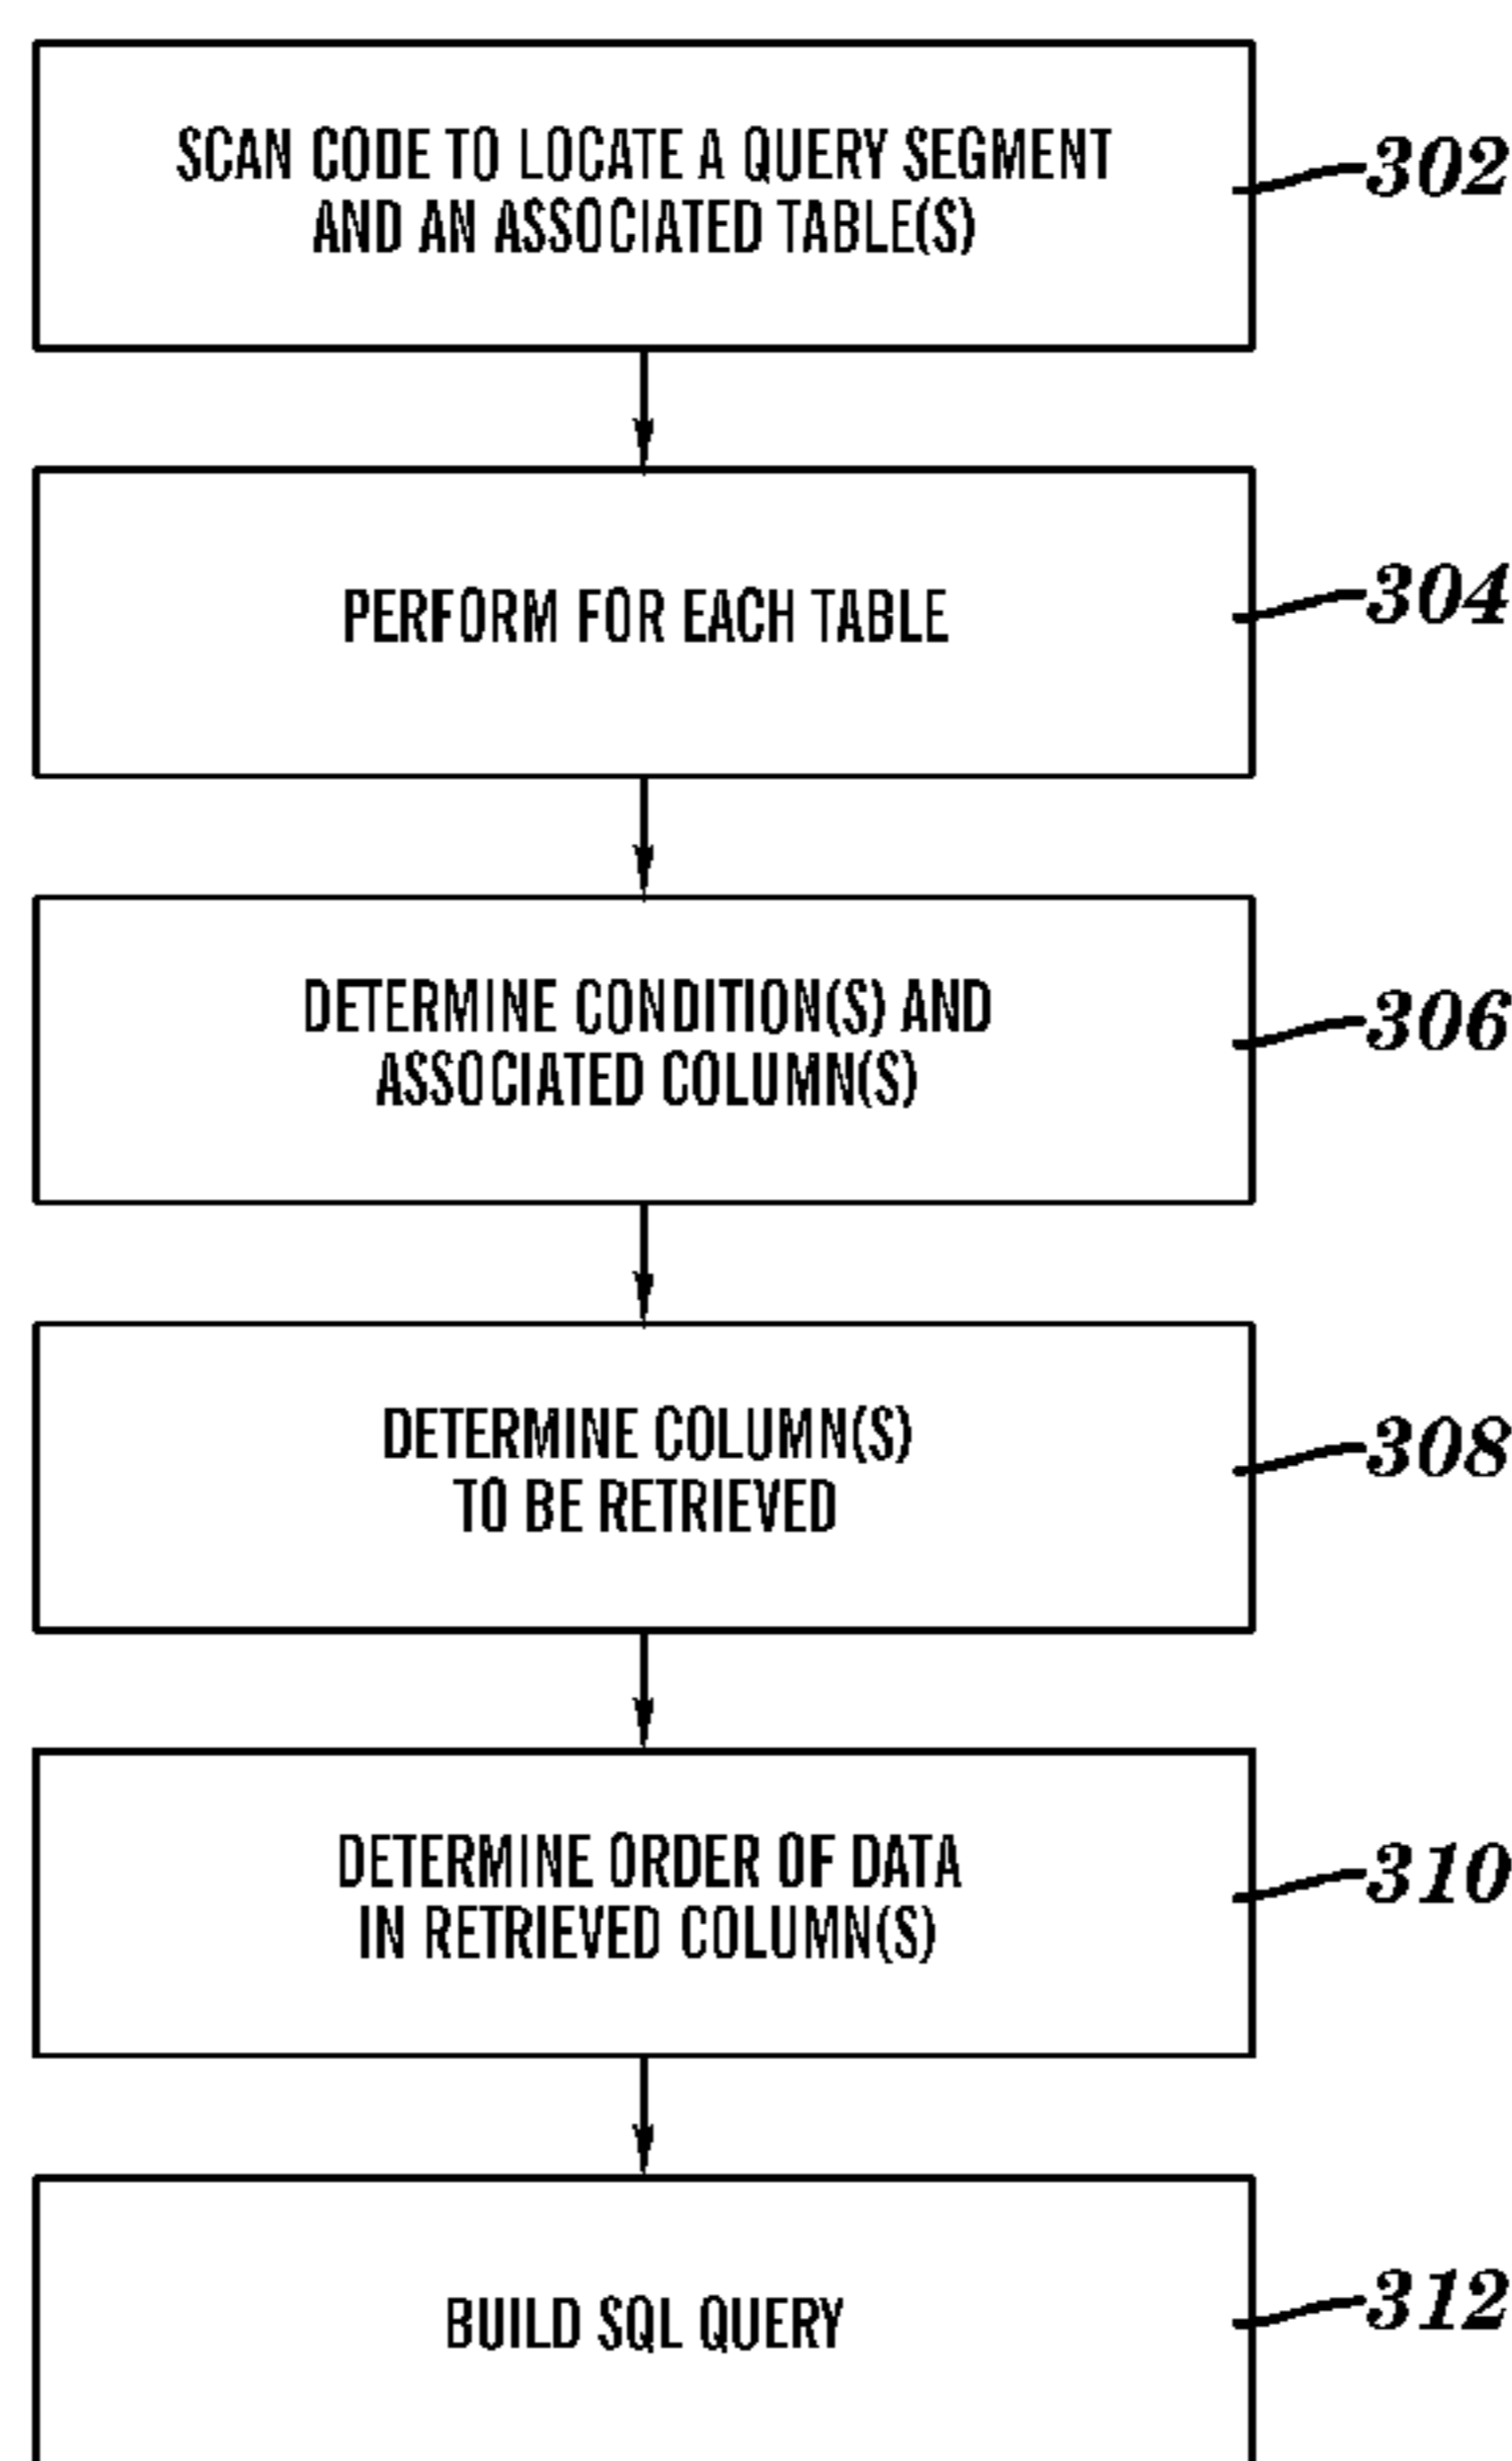 SCAN CODE TO LOCATE A QUERY SEGMENT
AND AN ASSOCIATED TABLE(S)
302
PERFORM FOR EACH TABLE
304
DETERMINE CONDITION(S) AND
ASSOCIATED COLUMN(S)
306
DETERMINE COLUMN(S)
TO BE RETRIEVED
308
DETERMINE ORDER OF DATA
IN RETRIEVED COLUMN(S)
310
BUILD SQL QUERY
312